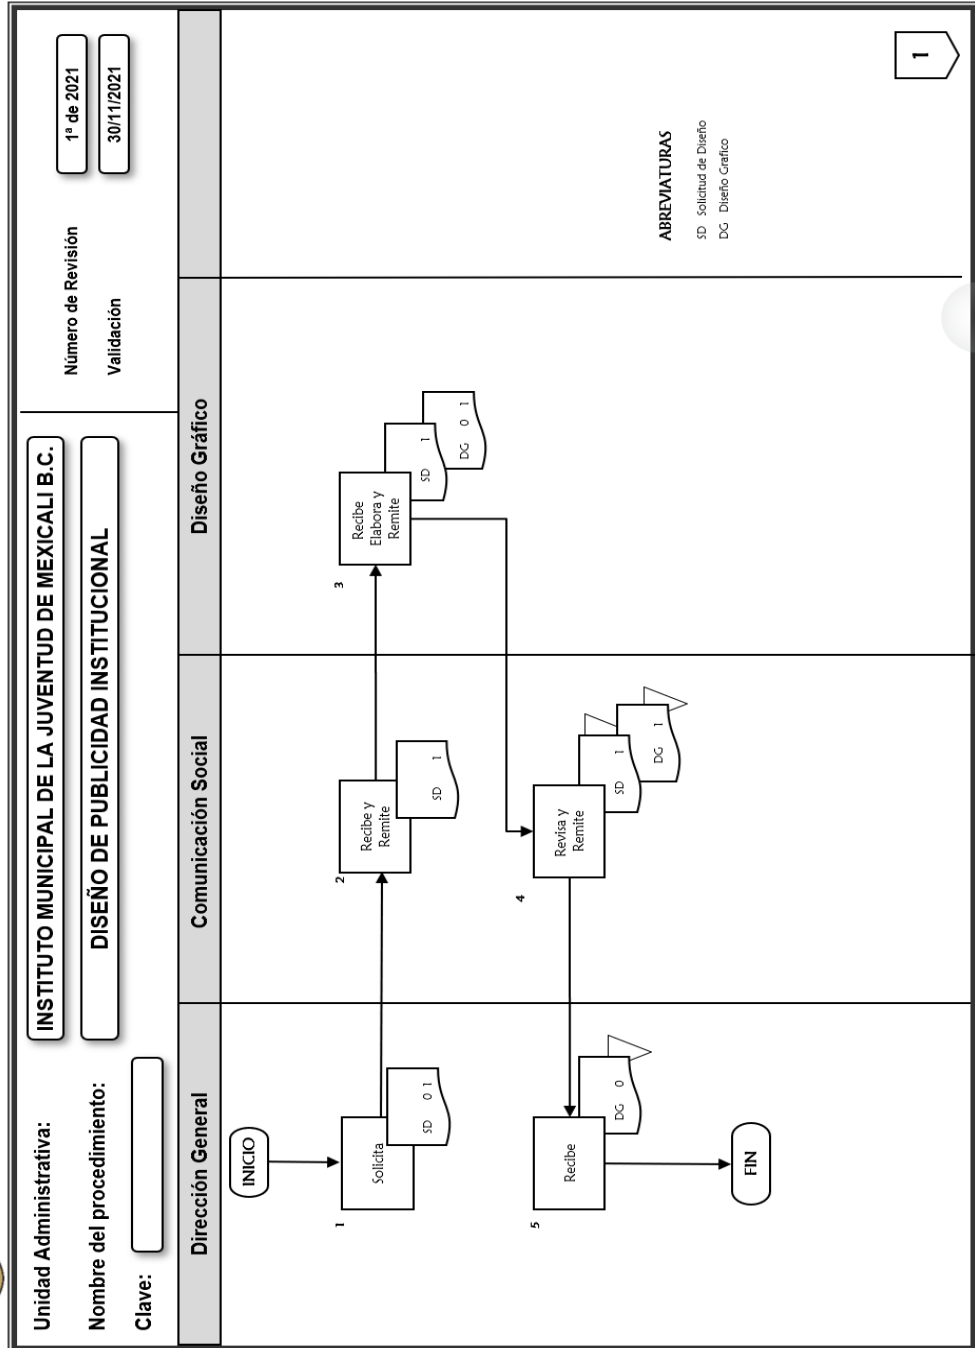 Unidad Administrativa:
INSTITUTO MUNICIPAL DE LA JUVENTUD DE MEXICALI B.C.
Número de Revisión
1ª de 2021
Nombre del procedimiento:
DISEÑO DE PUBLICIDAD INSTITUCIONAL
Validación
30/11/2021
Clave:
Dirección General
Comunicación Social
Diseño Gráfico
INICIO
1
Solicita
SD 0 1
2
Recibe y
Remite
SD 1
3
Recibe
Elabora y
Remite
SD 1
DG 0 1
4
Revisa y
Remite
SD 1
DG 1
5
Recibe
DG 0
FIN
ABREVIATURAS
SD Solicitud de Diseño
DG Diseño Grafico
1